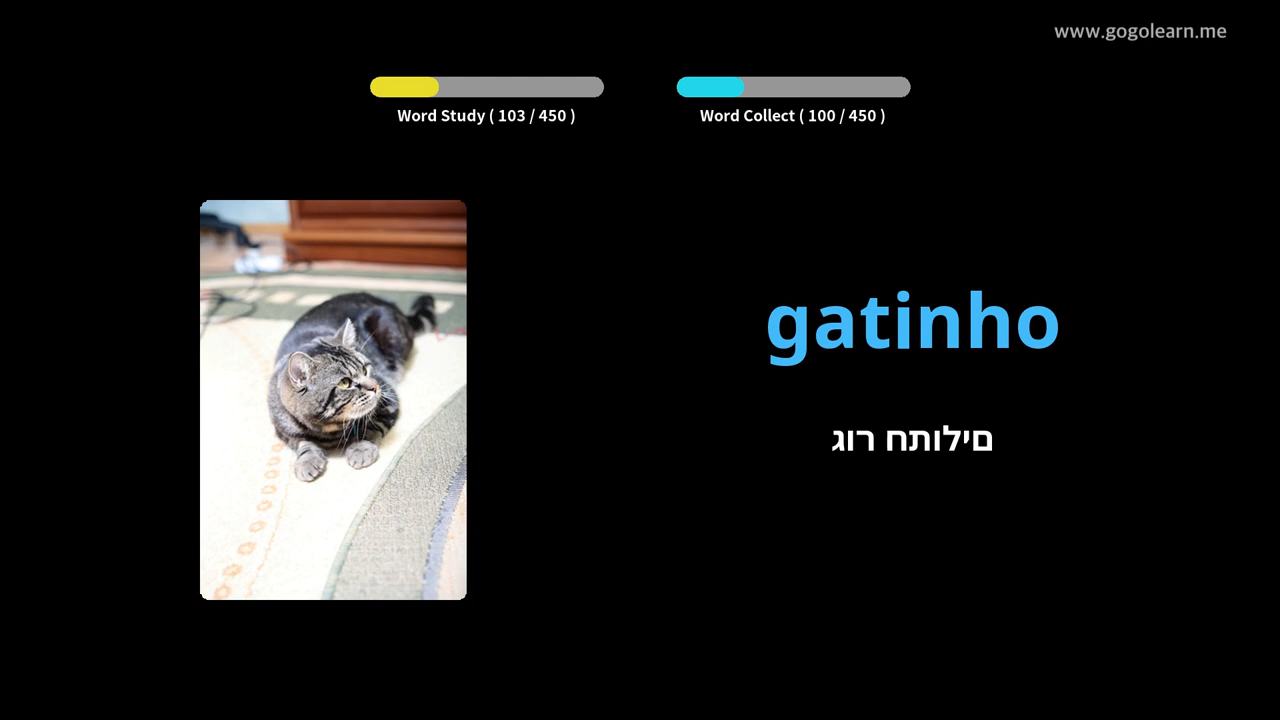 www.gogolearn.me
Word Study ( 103 / 450 )
Word Collect ( 100 / 450 )
gatinho
גור חתולים